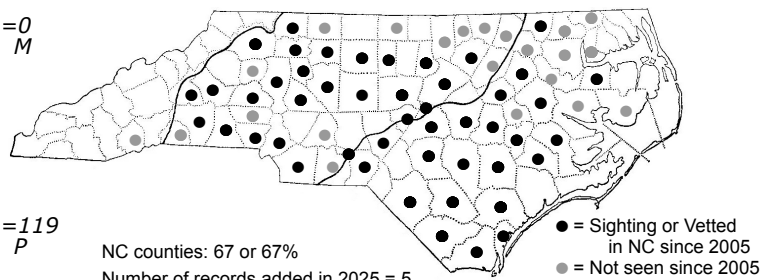 =0
M
=119
P
NC counties: 67 or 67%
Number of records added in 2025 = 5
● = Sighting or Vetted
in NC since 2005
● = Not seen since 2005